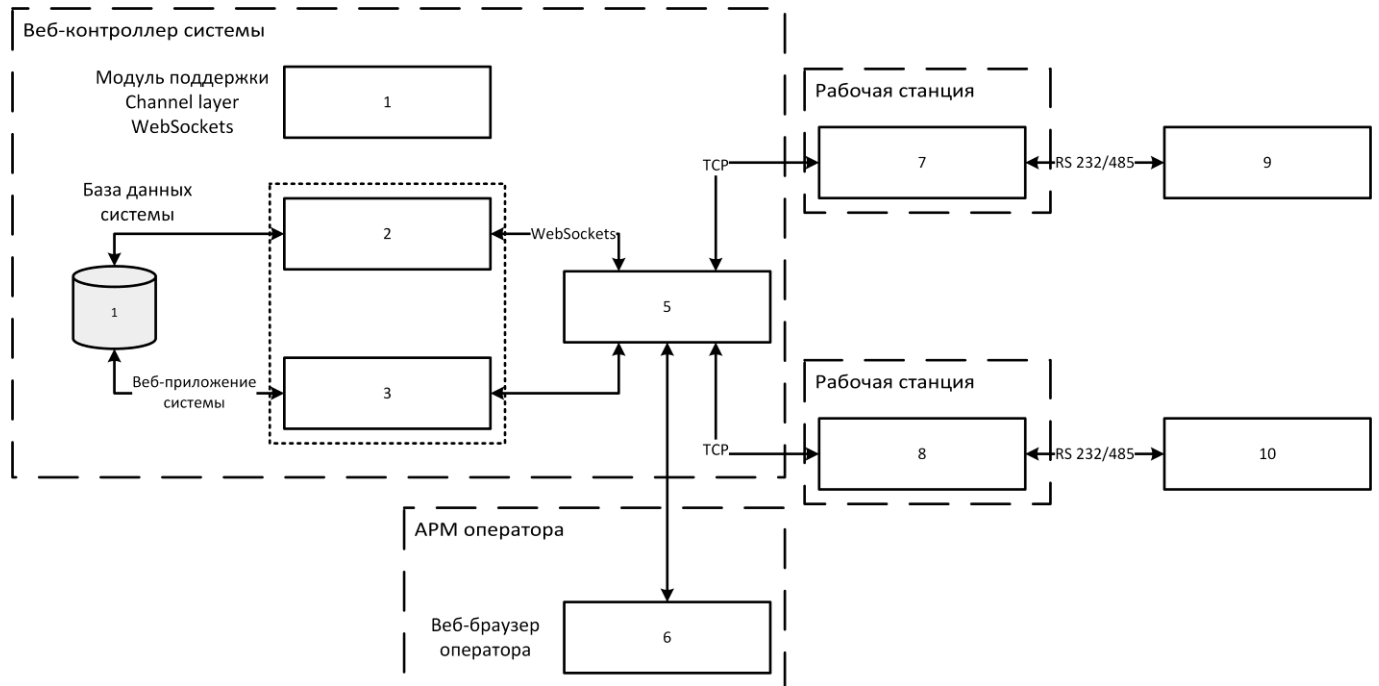 Веб-контроллер системы
Модуль поддержки
Channel layer
WebSockets
1
Рабочая станция
7
RS 232/485
9
TCP
База данных
системы
2
WebSockets
1
5
Веб-приложение
системы
3
Рабочая станция
8
RS 232/485
10
TCP
АРМ оператора
Веб-браузер
оператора
6